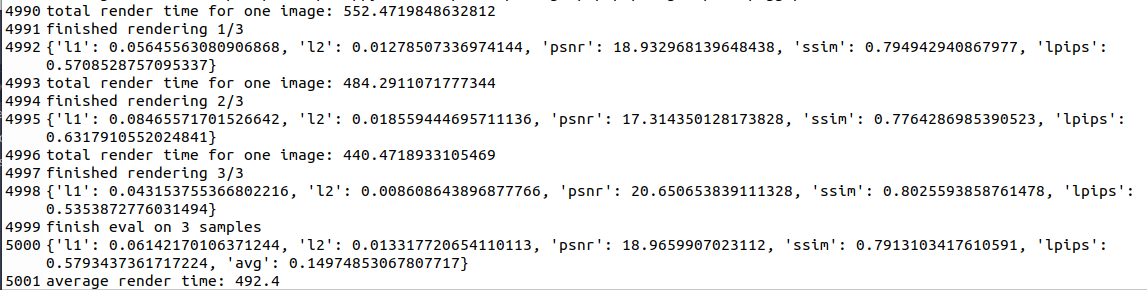 4990 total render time for one image: 552.4719848632812
4991 finished rendering 1/3
4992 {'l1': 0.05645563080906868, 'l2': 0.01278507336974144, 'psnr': 18.932968139648438, 'ssim': 0.794942940867977, 'lpips':
0.5708528757095337}
4993 total render time for one image: 484.2911071777344
4994 finished rendering 2/3
4995 {'l1': 0.08465571701526642, 'l2': 0.018559444695711136, 'psnr': 17.314350128173828, 'ssim': 0.7764286985390523, 'lpips':
0.6317910552024841}
4996 total render time for one image: 440.4718933105469
4997 finished rendering 3/3
4998 {'l1': 0.043153755366802216, 'l2': 0.008608643896877766, 'psnr': 20.650653839111328, 'ssim': 0.8025593858761478, 'lpips':
0.5353872776031494}
4999 finish eval on 3 samples
5000 {'l1': 0.06142170106371244, 'l2': 0.013317720654110113, 'psnr': 18.9659907023112, 'ssim': 0.7913103417610591, 'lpips':
0.5793437361717224, 'avg': 0.14974853067807717}
5001 average render time: 492.4